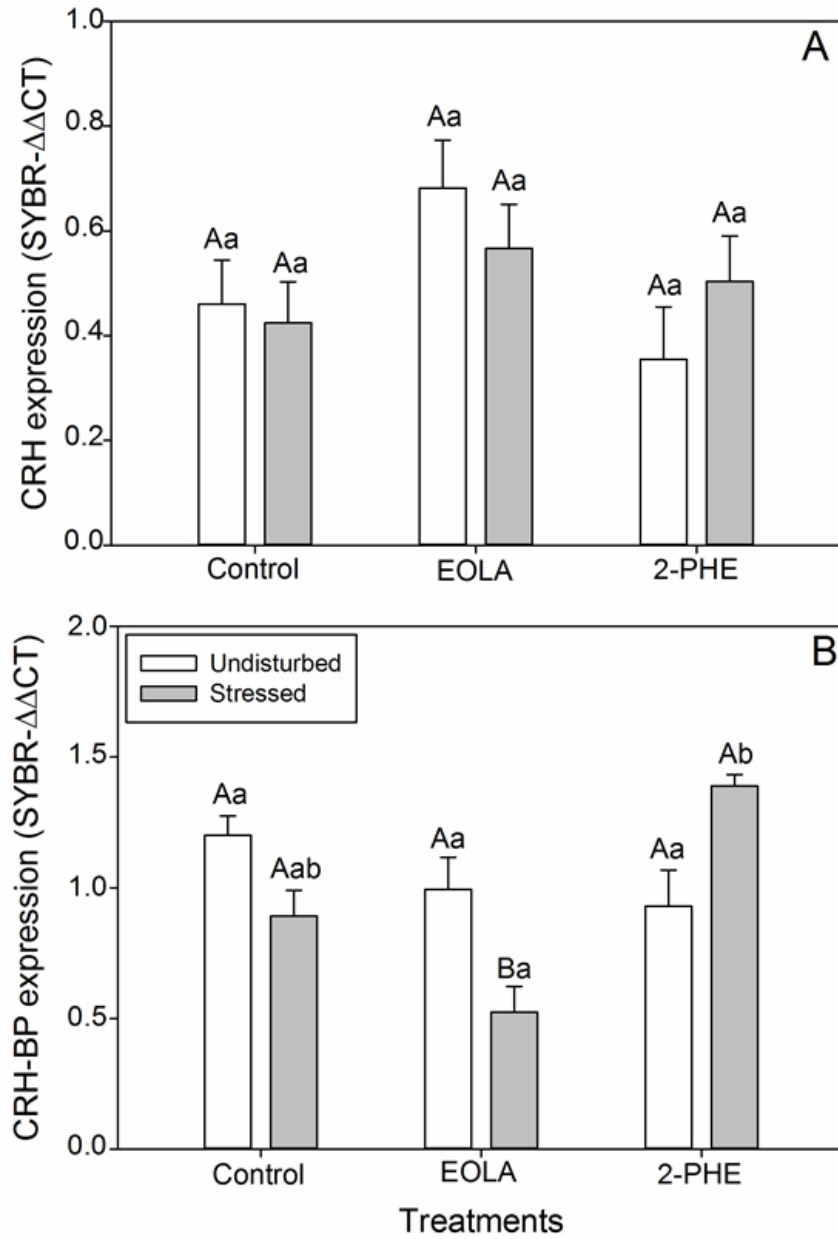 A
CRH expression (SYBR-ΔΔCT)
1.0
0.8
0.6
0.4
0.2
0.0
Aa
Aa
Aa
Aa
Aa
Aa
Control
EOLA
2-PHE
B
CRH-BP expression (SYBR-ΔΔCT)
2.0
1.5
1.0
0.5
0.0
Undisturbed
Stressed
Aa
Aab
Aa
Ba
Aa
Ab
Control
EOLA
2-PHE
Treatments